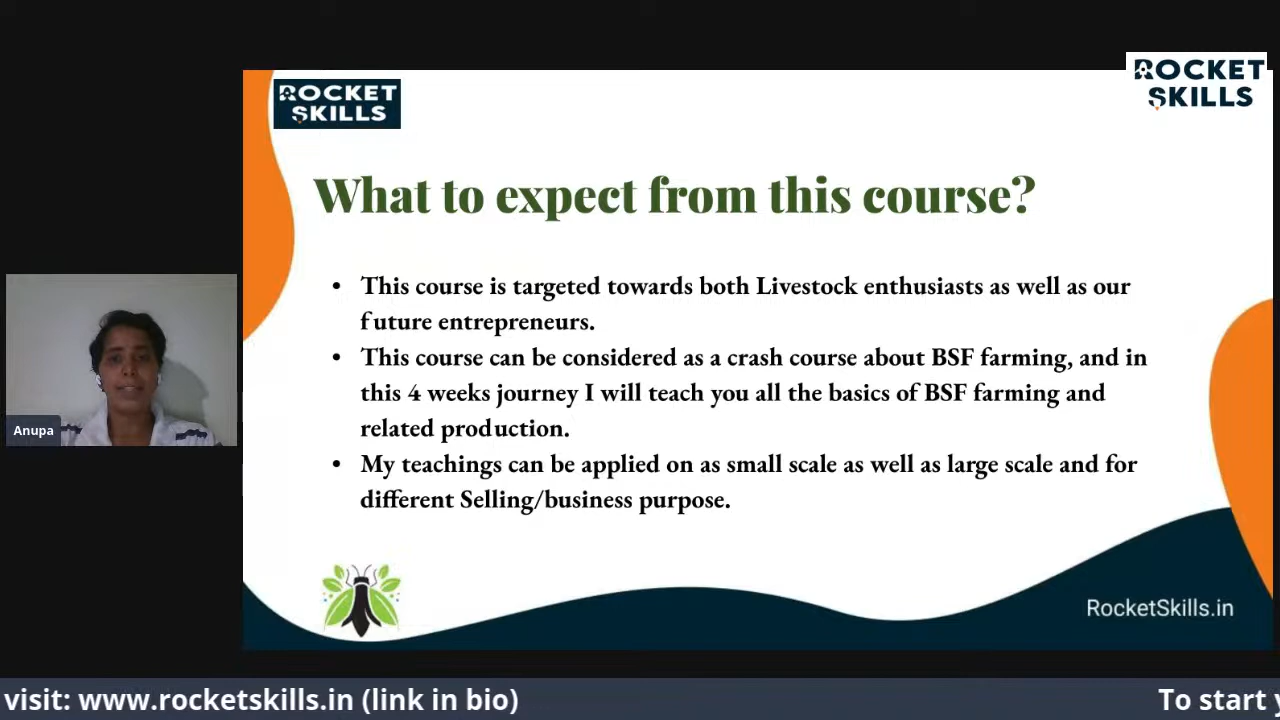 ROCKET
SKILLS
ROCKET
SKILLS
What to expect from this course?
• This course is targeted towards both Livestock enthusiasts as well as our
future entrepreneurs.
• This course can be considered as a crash course about BSF farming, and in
this 4 weeks journey I will teach you all the basics of BSF farming and
related production.
• My teachings can be applied on as small scale as well as large scale and for
different Selling/business purpose.
Anupa
RocketSkills.in
visit: www.rocketskills.in (link in bio)
To start